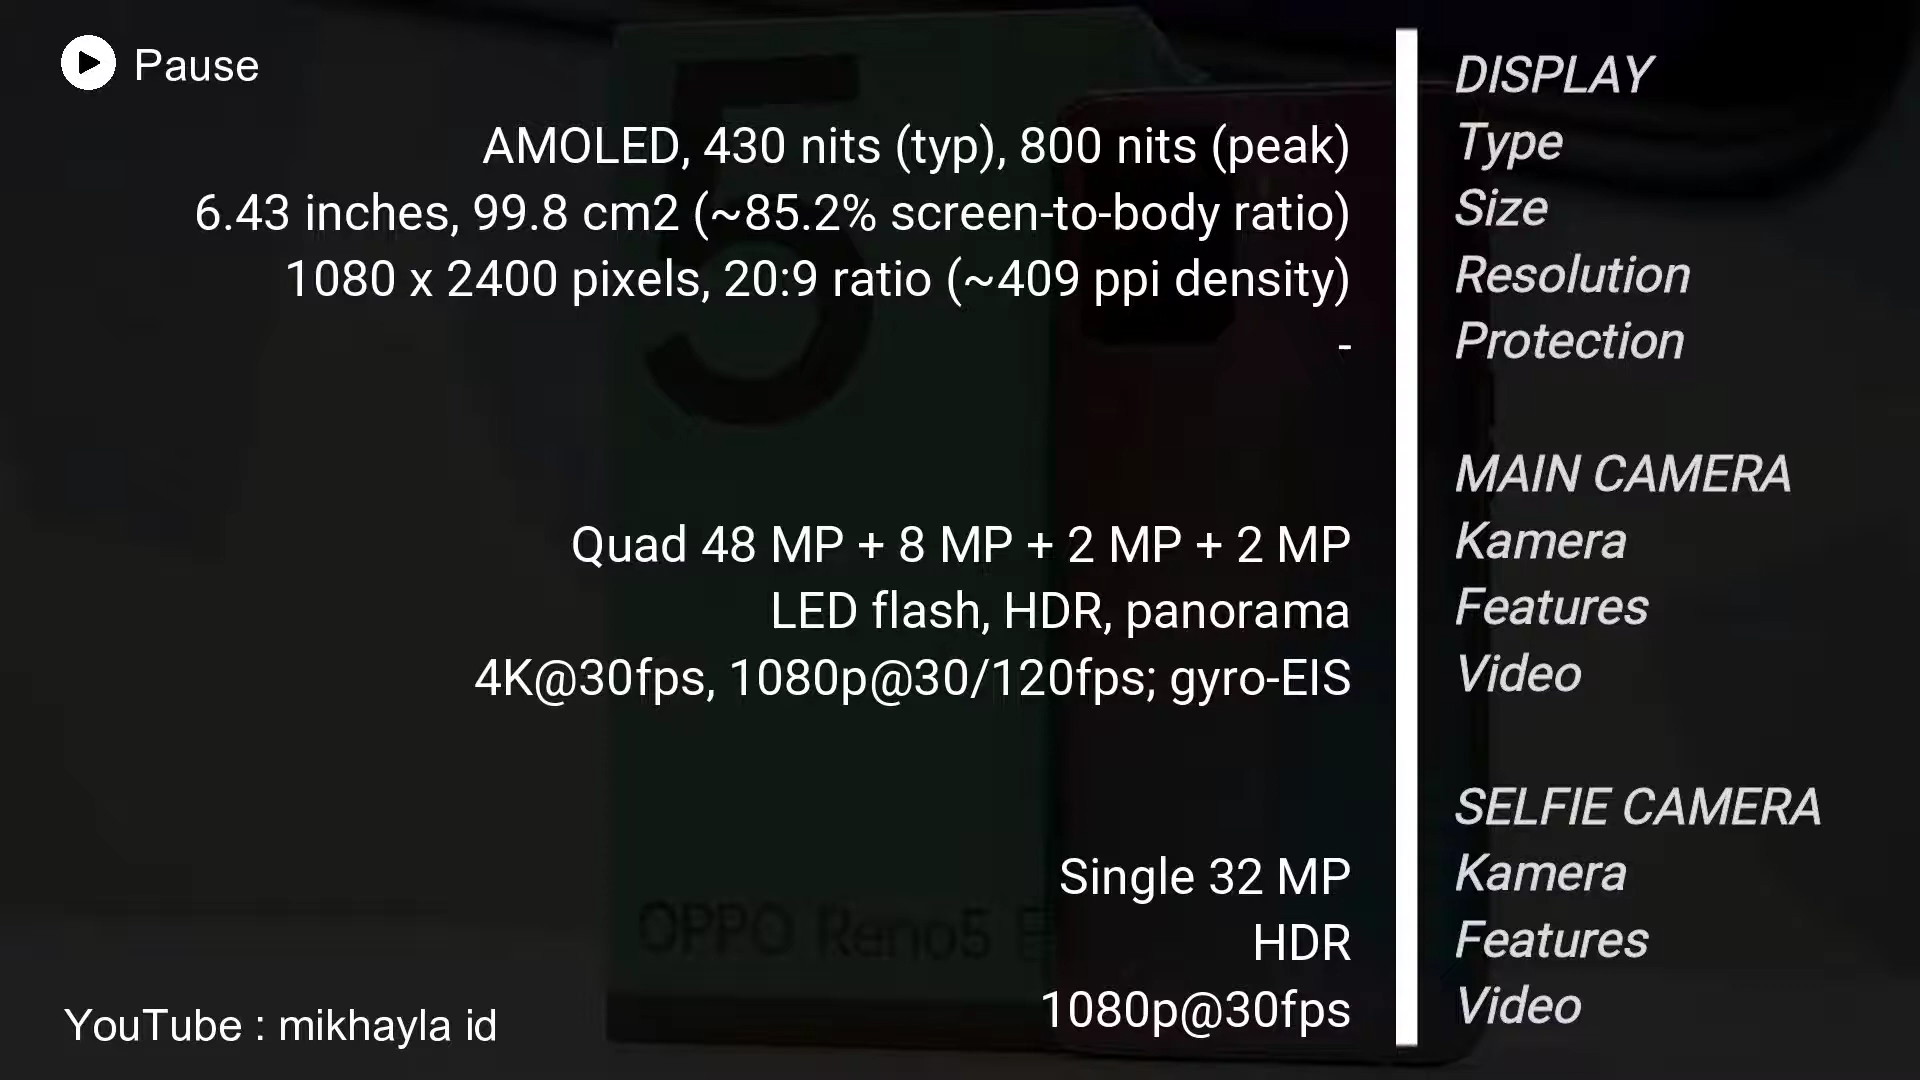 Pause
DISPLAY
AMOLED, 430 nits (typ), 800 nits (peak) Type
6.43 inches, 99.8 cm2 (~85.2% screen-to-body ratio) Size
1080 x 2400 pixels, 20:9 ratio (~409 ppi density) Resolution
- Protection
MAIN CAMERA
Quad 48 MP + 8 MP + 2 MP + 2 MP Kamera
LED flash, HDR, panorama Features
4K@30fps, 1080p@30/120fps; gyro-EIS Video
SELFIE CAMERA
Single 32 MP Kamera
HDR Features
1080p@30fps Video
5
OPPO Reno5 F
YouTube : mikhayla id